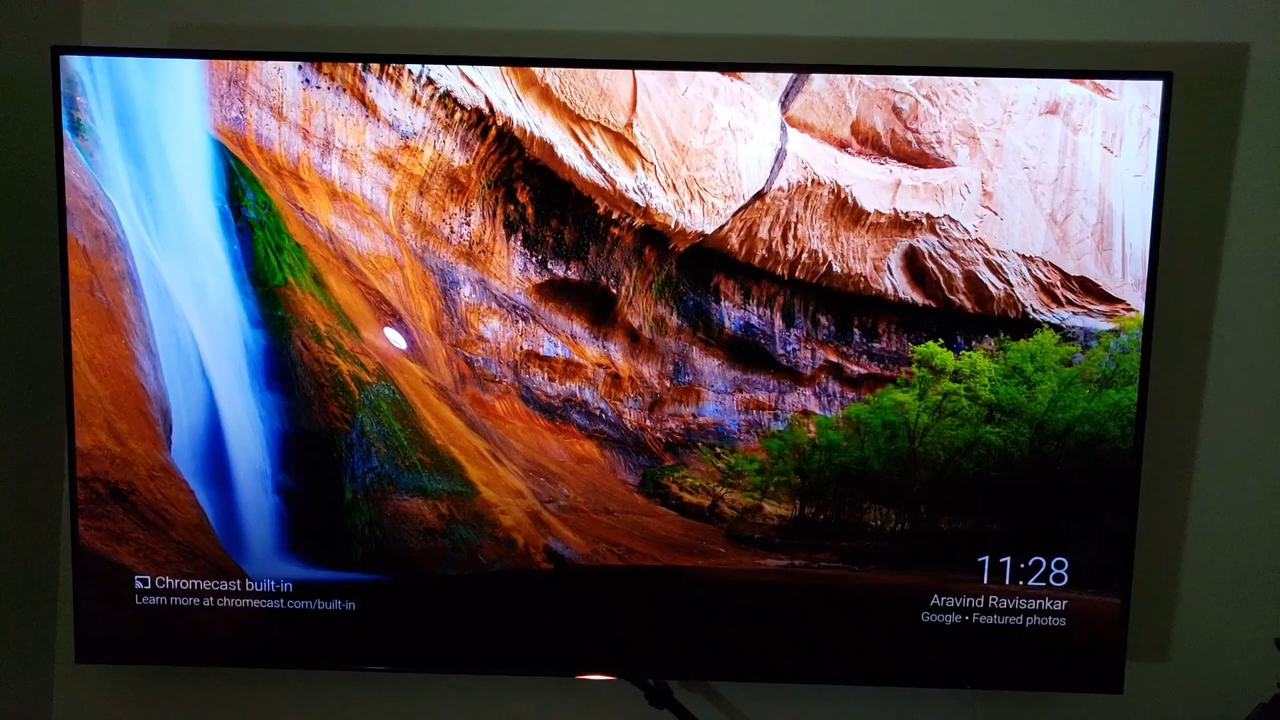 Chromecast built-in
Learn more at chromecast.com/built-in
11:28
Aravind Ravisankar
Google • Featured photos